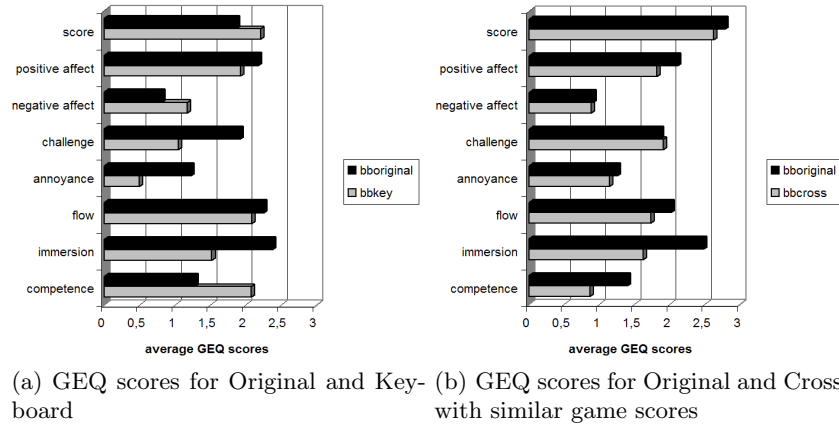 score
positive affect
negative affect
challenge
annoyance
flow
immersion
competence
0 0,5 1 1,5 2 2,5 3
average GEQ scores
bboriginal
bbkey
score
positive affect
negative affect
challenge
annoyance
flow
immersion
competence
0 0,5 1 1,5 2 2,5 3
average GEQ scores
bboriginal
bbcross
(a) GEQ scores for Original and Key-
board
(b) GEQ scores for Original and Cross
with similar game scores